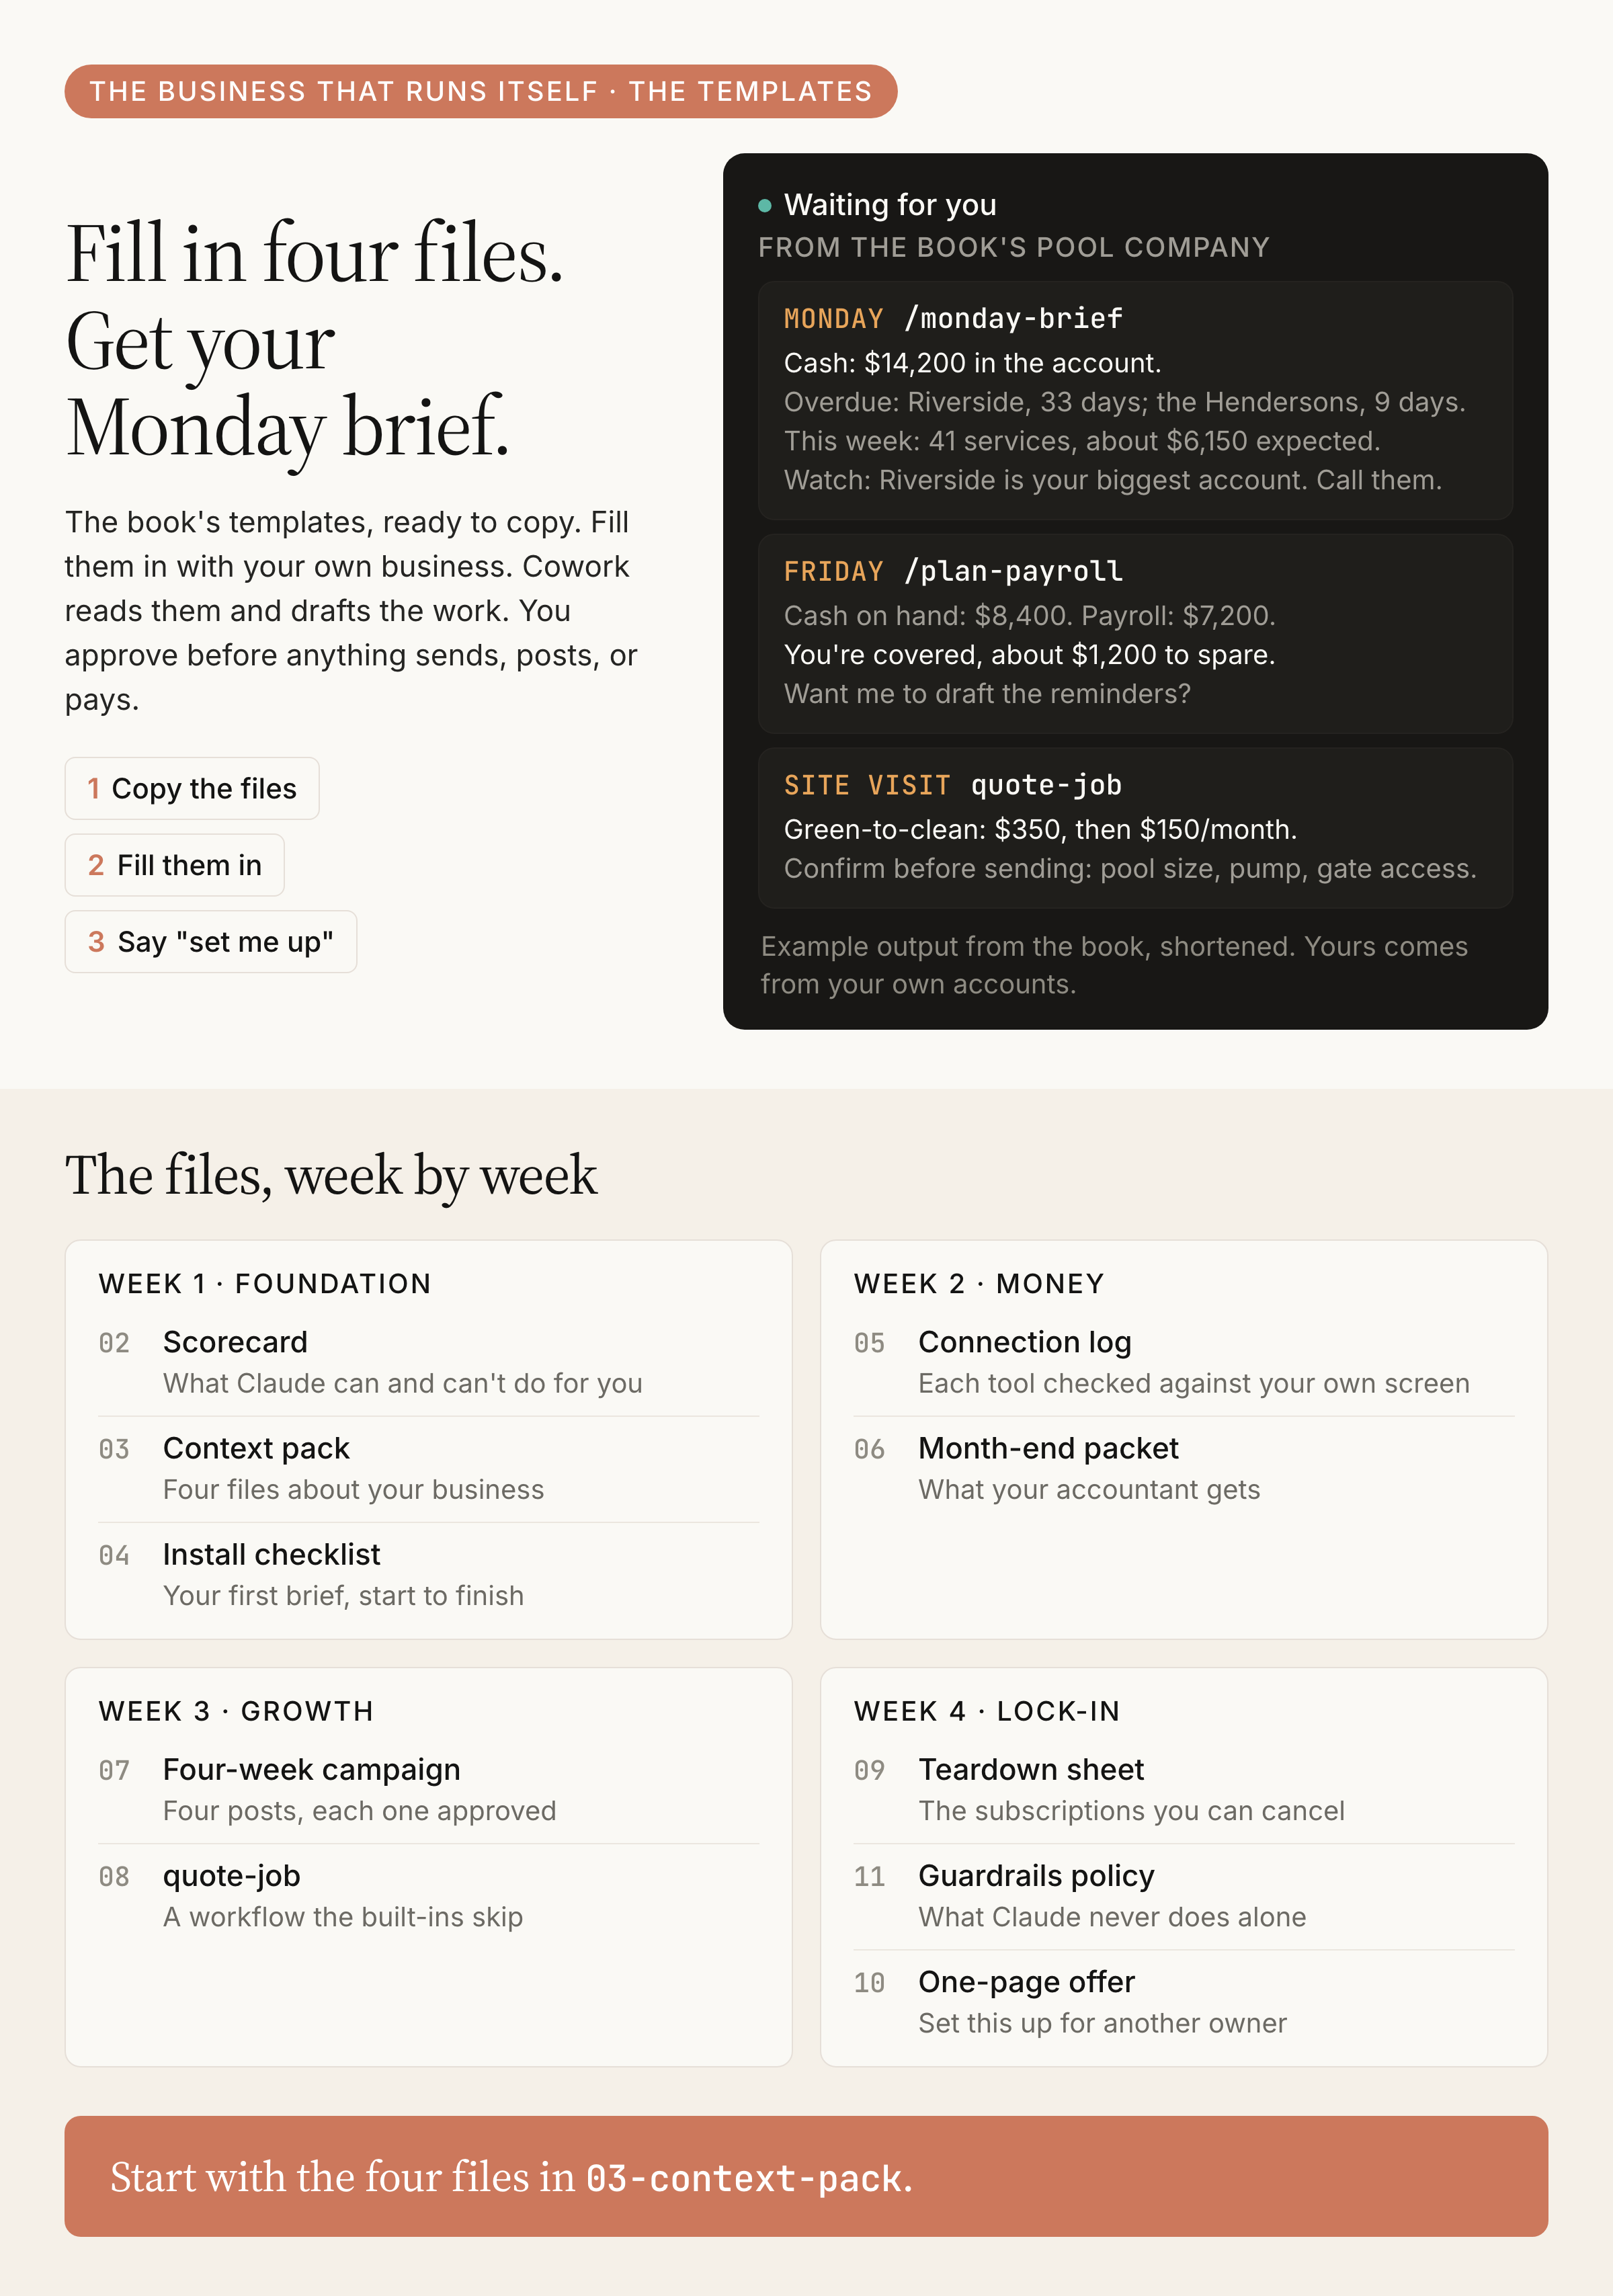 THE BUSINESS THAT RUNS ITSELF · THE TEMPLATES
Fill in four files.
Get your
Monday brief.
The book's templates, ready to copy. Fill
them in with your own business. Cowork
reads them and drafts the work. You
approve before anything sends, posts, or
pays.
1 Copy the files
2 Fill them in
3 Say "set me up"
Waiting for you
FROM THE BOOK'S POOL COMPANY
MONDAY /monday-brief
Cash: $14,200 in the account.
Overdue: Riverside, 33 days; the Hendersons, 9 days.
This week: 41 services, about $6,150 expected.
Watch: Riverside is your biggest account. Call them.
FRIDAY /plan-payroll
Cash on hand: $8,400. Payroll: $7,200.
You're covered, about $1,200 to spare.
Want me to draft the reminders?
SITE VISIT quote-job
Green-to-clean: $350, then $150/month.
Confirm before sending: pool size, pump, gate access.
Example output from the book, shortened. Yours comes
from your own accounts.
The files, week by week
WEEK 1 · FOUNDATION
02 Scorecard
What Claude can and can't do for you
03 Context pack
Four files about your business
04 Install checklist
Your first brief, start to finish
WEEK 2 · MONEY
05 Connection log
Each tool checked against your own screen
06 Month-end packet
What your accountant gets
WEEK 3 · GROWTH
07 Four-week campaign
Four posts, each one approved
08 quote-job
A workflow the built-ins skip
WEEK 4 · LOCK-IN
09 Teardown sheet
The subscriptions you can cancel
11 Guardrails policy
What Claude never does alone
10 One-page offer
Set this up for another owner
Start with the four files in 03-context-pack.